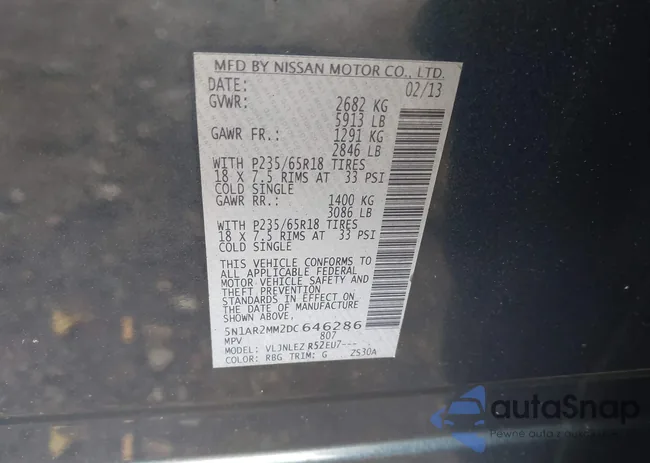 MFD BY NISSAN MOTOR CO., LTD.
DATE: 02/13
GVWR: 2682 KG
5913 LB
GAWR FR.: 1291 KG
2846 LB
WITH P235/65R18 TIRES
18 X 7.5 RIMS AT 33 PSI
COLD SINGLE
GAWR RR.: 1400 KG
3086 LB
WITH P235/65R18 TIRES
18 X 7.5 RIMS AT 33 PSI
COLD SINGLE
THIS VEHICLE CONFORMS TO
ALL APPLICABLE FEDERAL
MOTOR VEHICLE SAFETY AND
THEFT PREVENTION
STANDARDS IN EFFECT ON
THE DATE OF MANUFACTURE
SHOWN ABOVE.
5N1AR2MM2DC646286
MPV 807
MODEL: VLJNLEZ R52EU7---
COLOR: RBG TRIM; G ZS30A
autaSnap
Pewne auta z aukcji